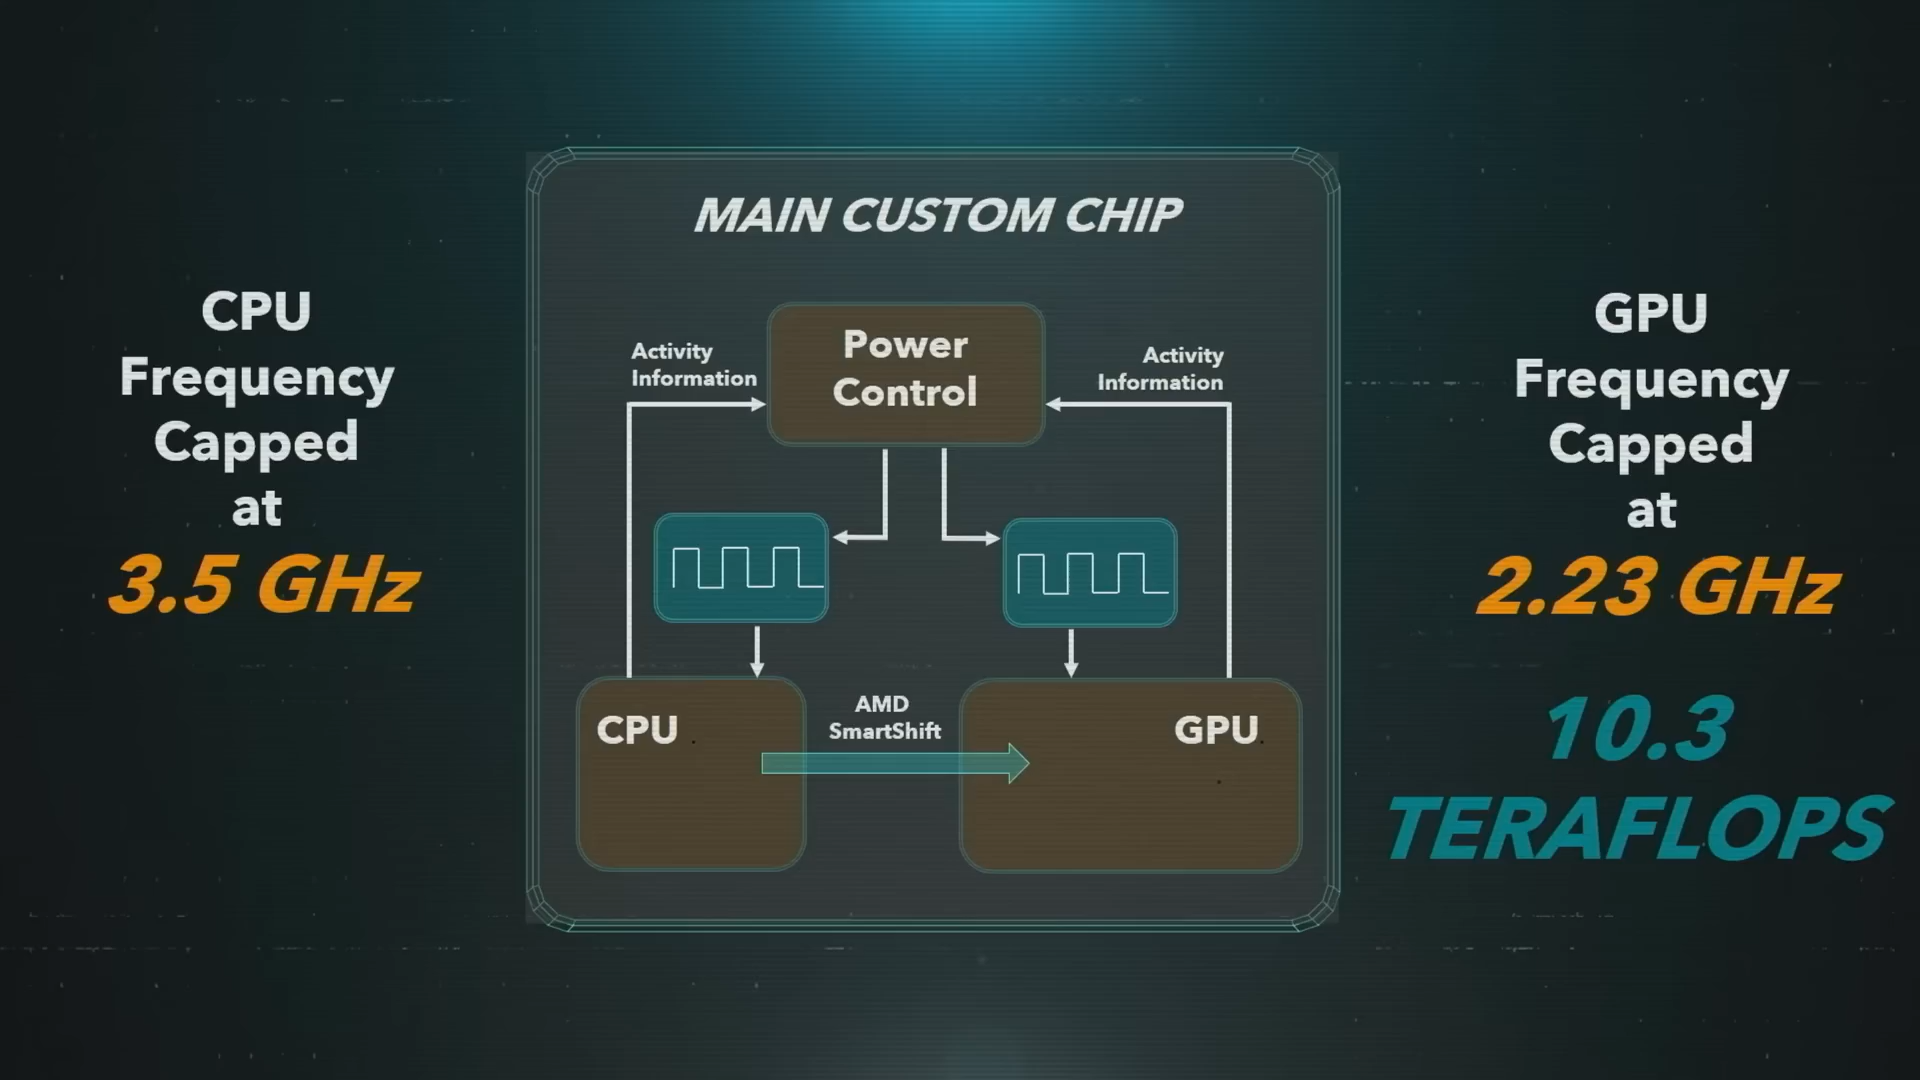 MAIN CUSTOM CHIP
CPU
Frequency
Capped
at
3.5 GHz
Activity
Information
Power
Control
Activity
Information
CPU
AMD
SmartShift
GPU
GPU
Frequency
Capped
at
2.23 GHz
10.3
TERAFLOPS